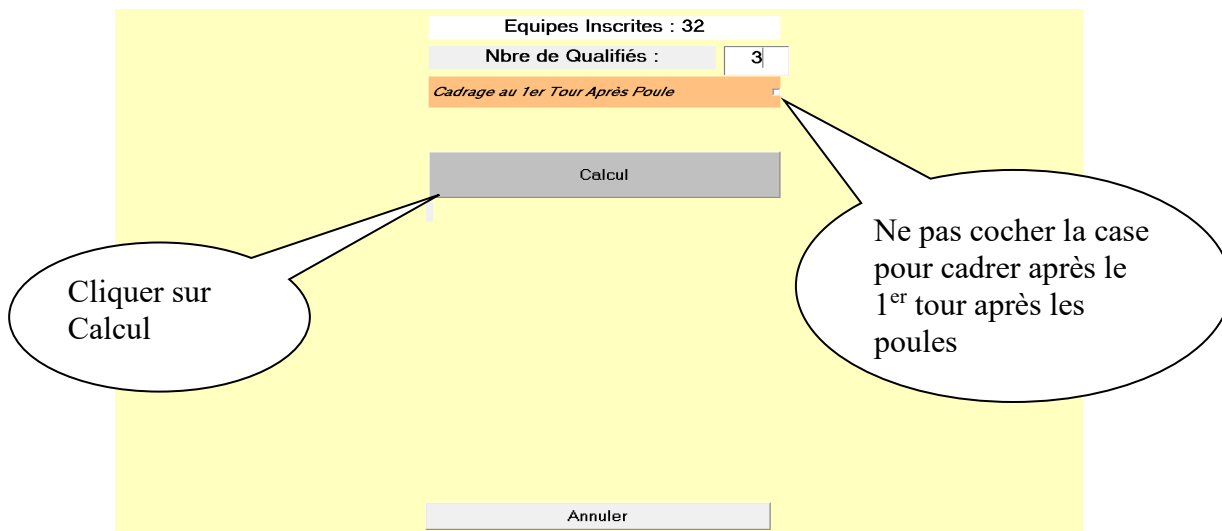 Equipes Inscrites : 32
Nbre de Qualifiés : 3
Cadrage au 1er Tour Après Poule
Calcul
Cliquer sur
Calcul
Ne pas cocher la case
pour cadrer après le
1er tour après les
poules
Annuler